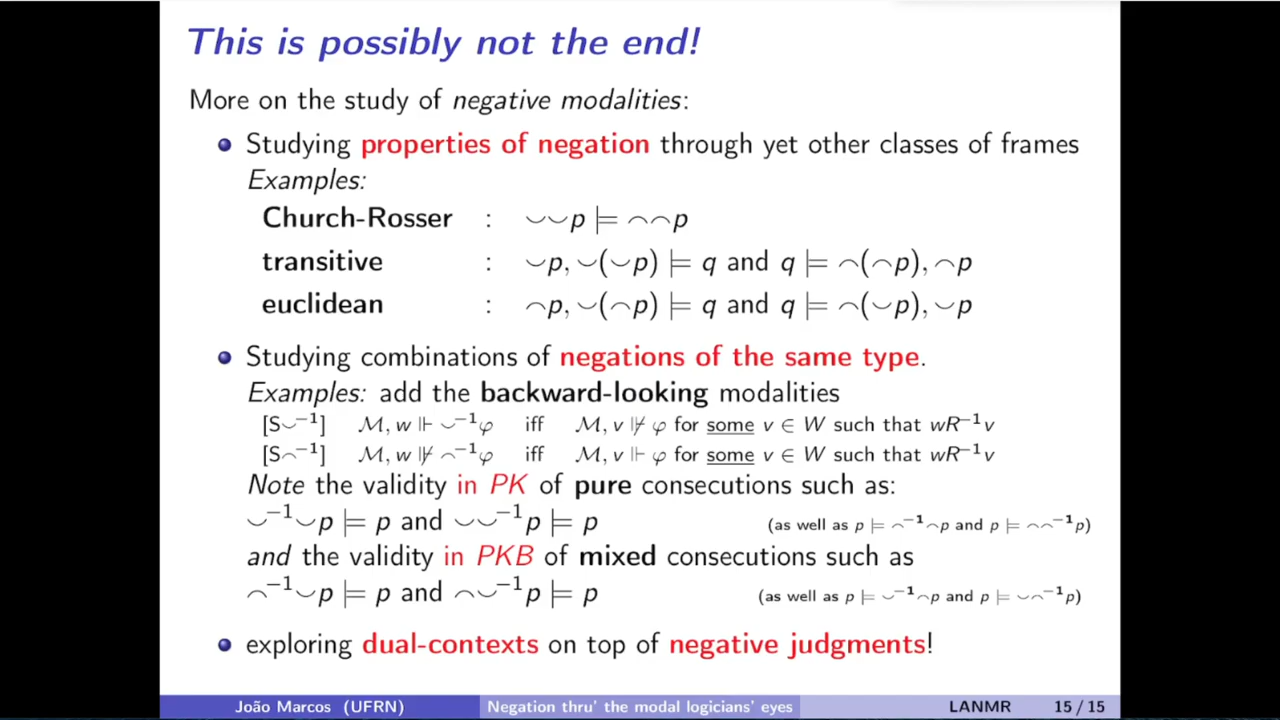 This is possibly not the end!
More on the study of negative modalities:
Studying properties of negation through yet other classes of frames
Examples:
Church-Rosser : ⌣⌣p ⊨ ⌢⌢p
transitive : ⌣p, ⌣(⌣p) ⊨ q and q ⊨ ⌢(⌢p), ⌢p
euclidean : ⌢p, ⌣(⌢p) ⊨ q and q ⊨ ⌢(⌣p), ⌣p
Studying combinations of negations of the same type.
Examples: add the backward-looking modalities
[S⌣⁻¹] ℳ, w ⊩ ⌣⁻¹φ iff ℳ, v ⊮ φ for some v ∈ W such that wR⁻¹v
[S⌢⁻¹] ℳ, w ⊮ ⌢⁻¹φ iff ℳ, v ⊩ φ for some v ∈ W such that wR⁻¹v
Note the validity in PK of pure consecutions such as:
⌣⁻¹⌣p ⊨ p and ⌣⌣⁻¹p ⊨ p (as well as p ⊨ ⌢⁻¹⌢p and p ⊨ ⌢⌢⁻¹p)
and the validity in PKB of mixed consecutions such as
⌢⁻¹⌣p ⊨ p and ⌢⌣⁻¹p ⊨ p (as well as p ⊨ ⌣⁻¹⌢p and p ⊨ ⌣⌢⁻¹p)
exploring dual-contexts on top of negative judgments!
João Marcos (UFRN) Negation thru' the modal logicians' eyes LANMR 15 / 15